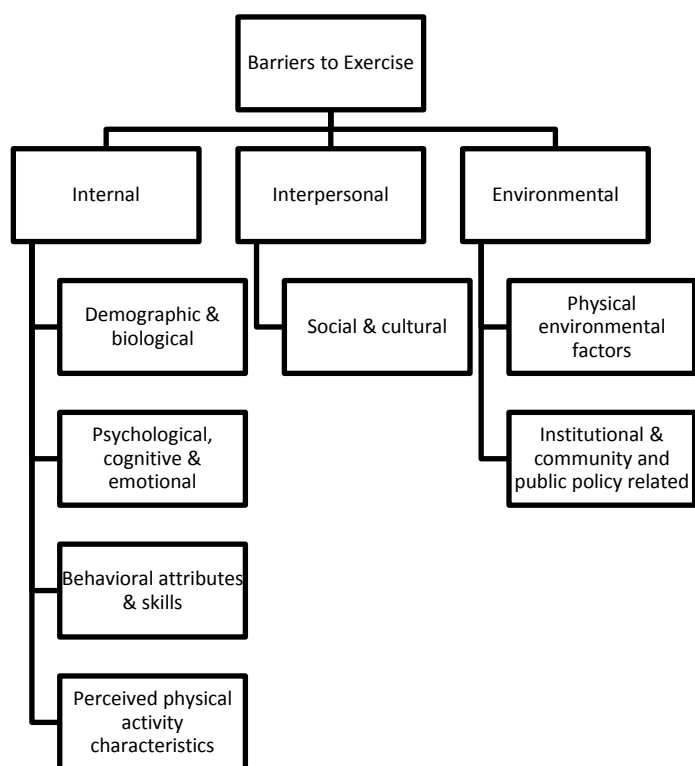 Barriers to Exercise
Internal
Interpersonal
Environmental
Demographic &
biological
Social & cultural
Physical
environmental
factors
Psychological,
cognitive &
emotional
Institutional &
community and
public policy related
Behavioral attributes
& skills
Perceived physical
activity
characteristics